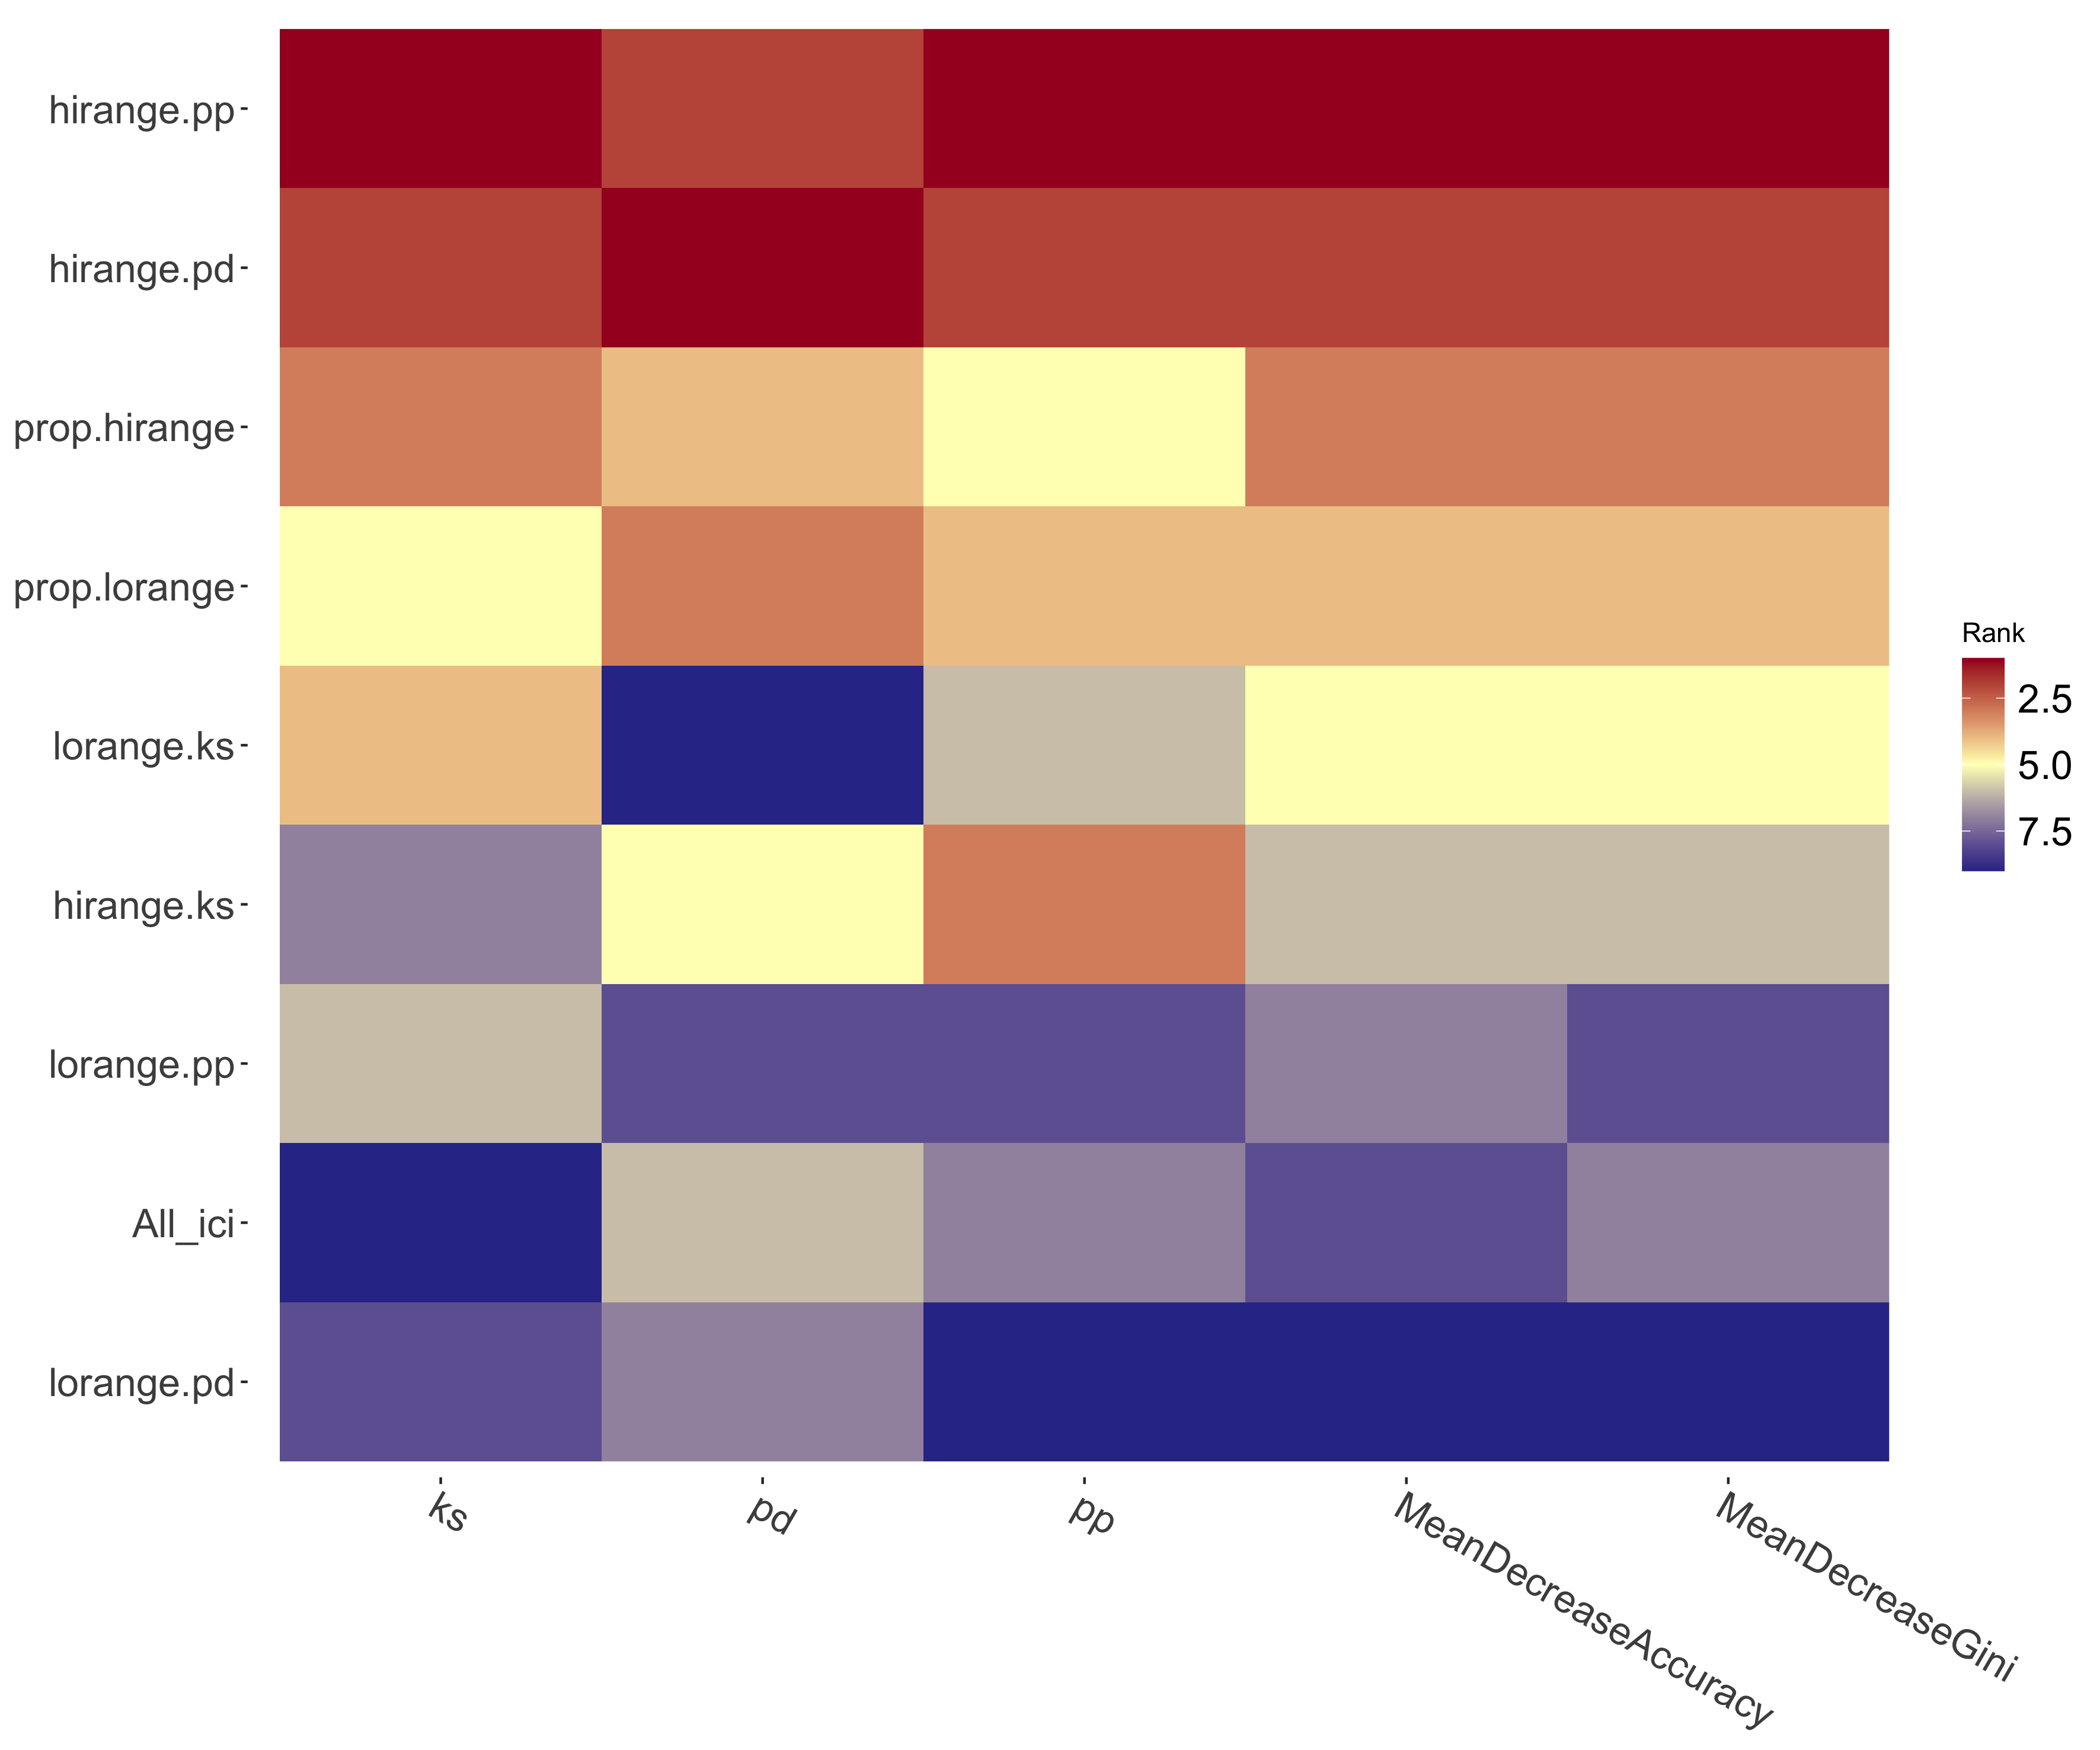 hirange.pp
hirange.pd
prop.hirange
prop.lorange
lorange.ks
hirange.ks
lorange.pp
All_ici
lorange.pd
ks
pd
pp
MeanDecreaseAccuracy
MeanDecreaseGini
Rank
2.5
5.0
7.5